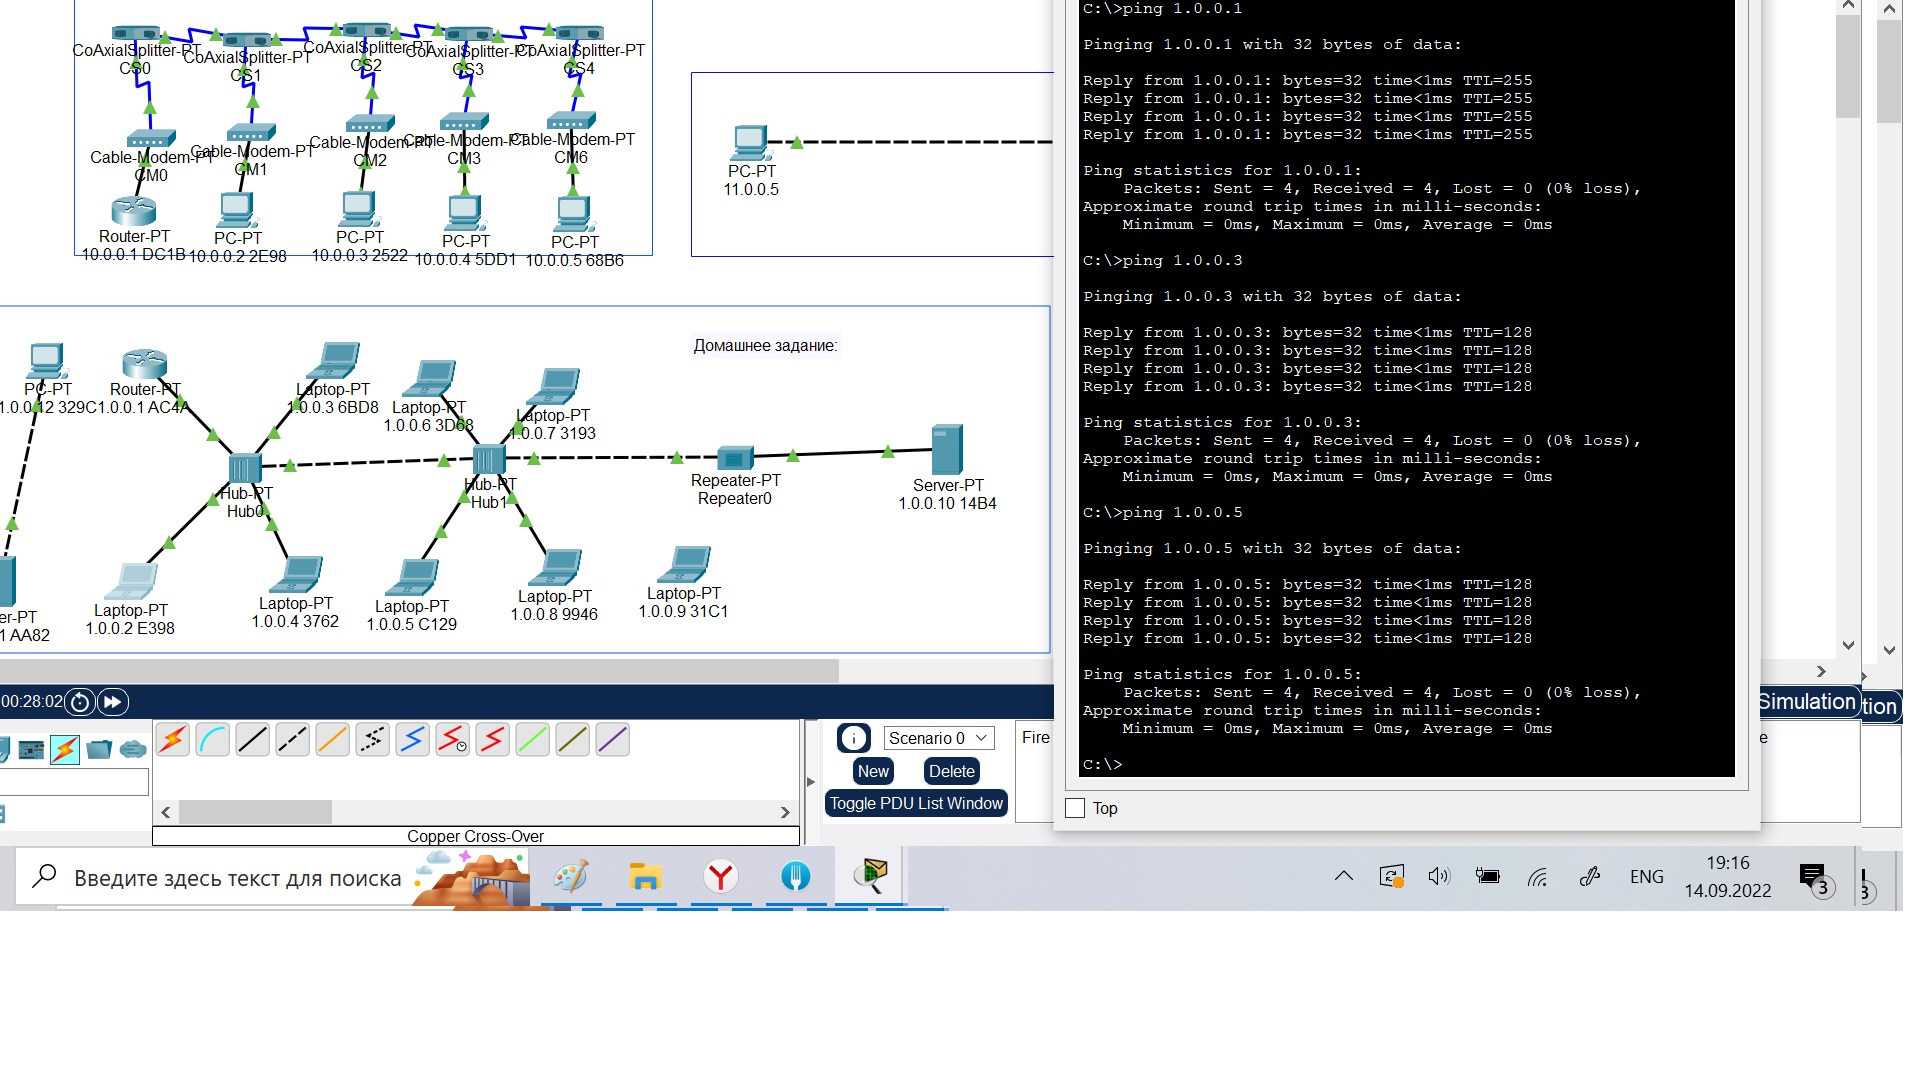 CoAxialSplitter-PT
CS0
CoAxialSplitter-PT
CS1
CoAxialSplitter-PT
CS2
CoAxialSplitter-PT
CS3
CoAxialSplitter-PT
CS4
Cable-Modem-PT
CM0
Cable-Modem-PT
CM1
Cable-Modem-PT
CM2
Cable-Modem-PT
CM3
Cable-Modem-PT
CM6
Router-PT
10.0.0.1 DC1B
PC-PT
10.0.0.2 2E98
PC-PT
10.0.0.3 2522
PC-PT
10.0.0.4 5DD1
PC-PT
10.0.0.5 68B6
PC-PT
11.0.0.5
Домашнее задание:
PC-PT
1.0.0.12 329C
Router-PT
1.0.0.1 AC4A
Laptop-PT
1.0.0.3 6BD8
Laptop-PT
1.0.0.6 3D68
Laptop-PT
1.0.0.7 3193
Hub-PT
Hub0
Hub-PT
Hub1
Repeater-PT
Repeater0
Server-PT
1.0.0.10 14B4
er-PT
1 AA82
Laptop-PT
1.0.0.2 E398
Laptop-PT
1.0.0.4 3762
Laptop-PT
1.0.0.5 C129
Laptop-PT
1.0.0.8 9946
Laptop-PT
1.0.0.9 31C1
C:\>ping 1.0.0.1
Pinging 1.0.0.1 with 32 bytes of data:
Reply from 1.0.0.1: bytes=32 time<1ms TTL=255
Reply from 1.0.0.1: bytes=32 time<1ms TTL=255
Reply from 1.0.0.1: bytes=32 time<1ms TTL=255
Reply from 1.0.0.1: bytes=32 time<1ms TTL=255
Ping statistics for 1.0.0.1:
Packets: Sent = 4, Received = 4, Lost = 0 (0% loss),
Approximate round trip times in milli-seconds:
Minimum = 0ms, Maximum = 0ms, Average = 0ms
C:\>ping 1.0.0.3
Pinging 1.0.0.3 with 32 bytes of data:
Reply from 1.0.0.3: bytes=32 time<1ms TTL=128
Reply from 1.0.0.3: bytes=32 time<1ms TTL=128
Reply from 1.0.0.3: bytes=32 time<1ms TTL=128
Reply from 1.0.0.3: bytes=32 time<1ms TTL=128
Ping statistics for 1.0.0.3:
Packets: Sent = 4, Received = 4, Lost = 0 (0% loss),
Approximate round trip times in milli-seconds:
Minimum = 0ms, Maximum = 0ms, Average = 0ms
C:\>ping 1.0.0.5
Pinging 1.0.0.5 with 32 bytes of data:
Reply from 1.0.0.5: bytes=32 time<1ms TTL=128
Reply from 1.0.0.5: bytes=32 time<1ms TTL=128
Reply from 1.0.0.5: bytes=32 time<1ms TTL=128
Reply from 1.0.0.5: bytes=32 time<1ms TTL=128
Ping statistics for 1.0.0.5:
Packets: Sent = 4, Received = 4, Lost = 0 (0% loss),
Approximate round trip times in milli-seconds:
Minimum = 0ms, Maximum = 0ms, Average = 0ms
C:\>
Top
00:28:02
Simulation
tion
Scenario 0
New
Delete
Toggle PDU List Window
Fire
e
Copper Cross-Over
Введите здесь текст для поиска
ENG
19:16
14.09.2022
3
3